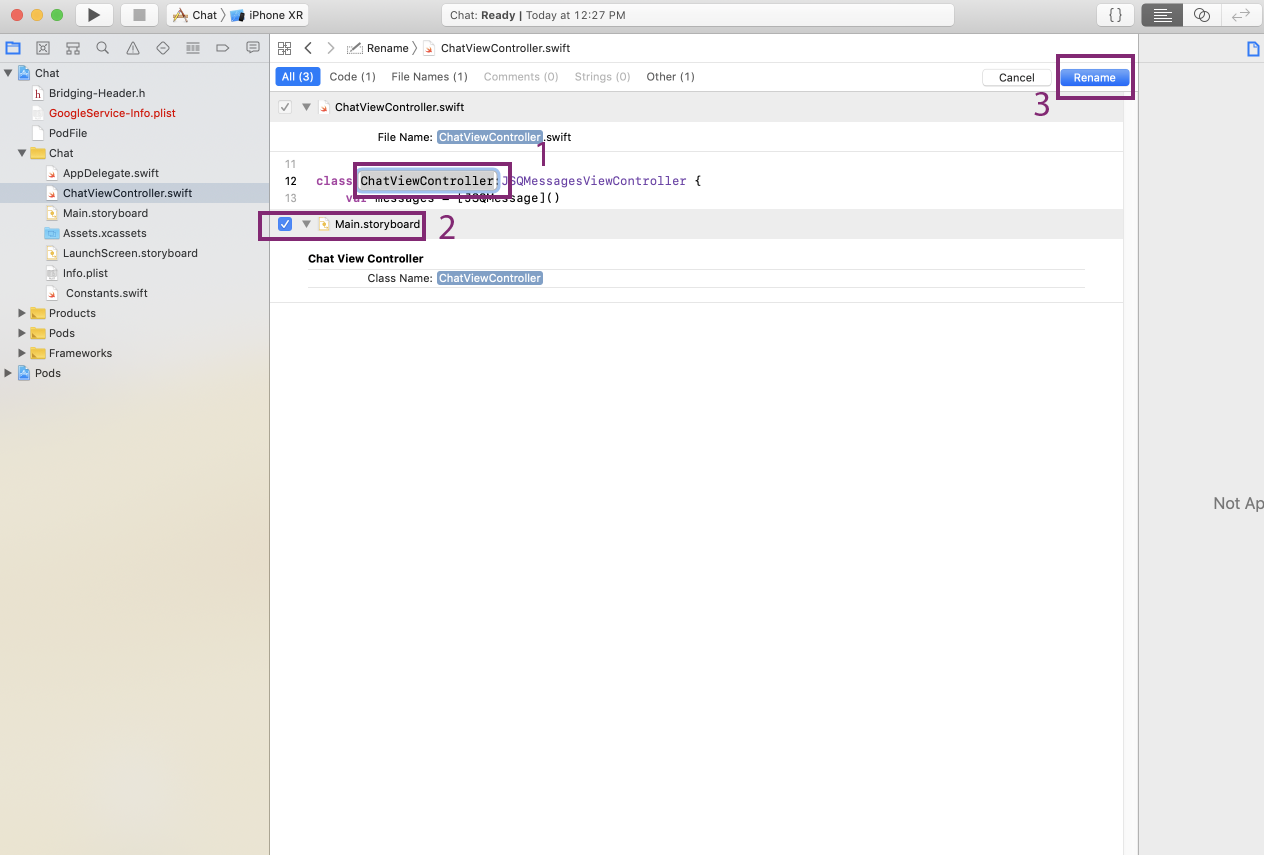 Chat 〉 iPhone XR
Chat: Ready | Today at 12:27 PM
{ }
Rename 〉 ChatViewController.swift
All (3) Code (1) File Names (1) Comments (0) Strings (0) Other (1) Cancel Rename
3
Chat
Bridging-Header.h
GoogleService-Info.plist
PodFile
Chat
AppDelegate.swift
ChatViewController.swift
Main.storyboard
Assets.xcassets
LaunchScreen.storyboard
Info.plist
Constants.swift
Products
Pods
Frameworks
Pods
ChatViewController.swift
File Name: ChatViewController.swift
1
11
12 class ChatViewController:JSQMessagesViewController {
13 var messages = [JSQMessage]()
Main.storyboard 2
Chat View Controller
Class Name: ChatViewController
Not Ap